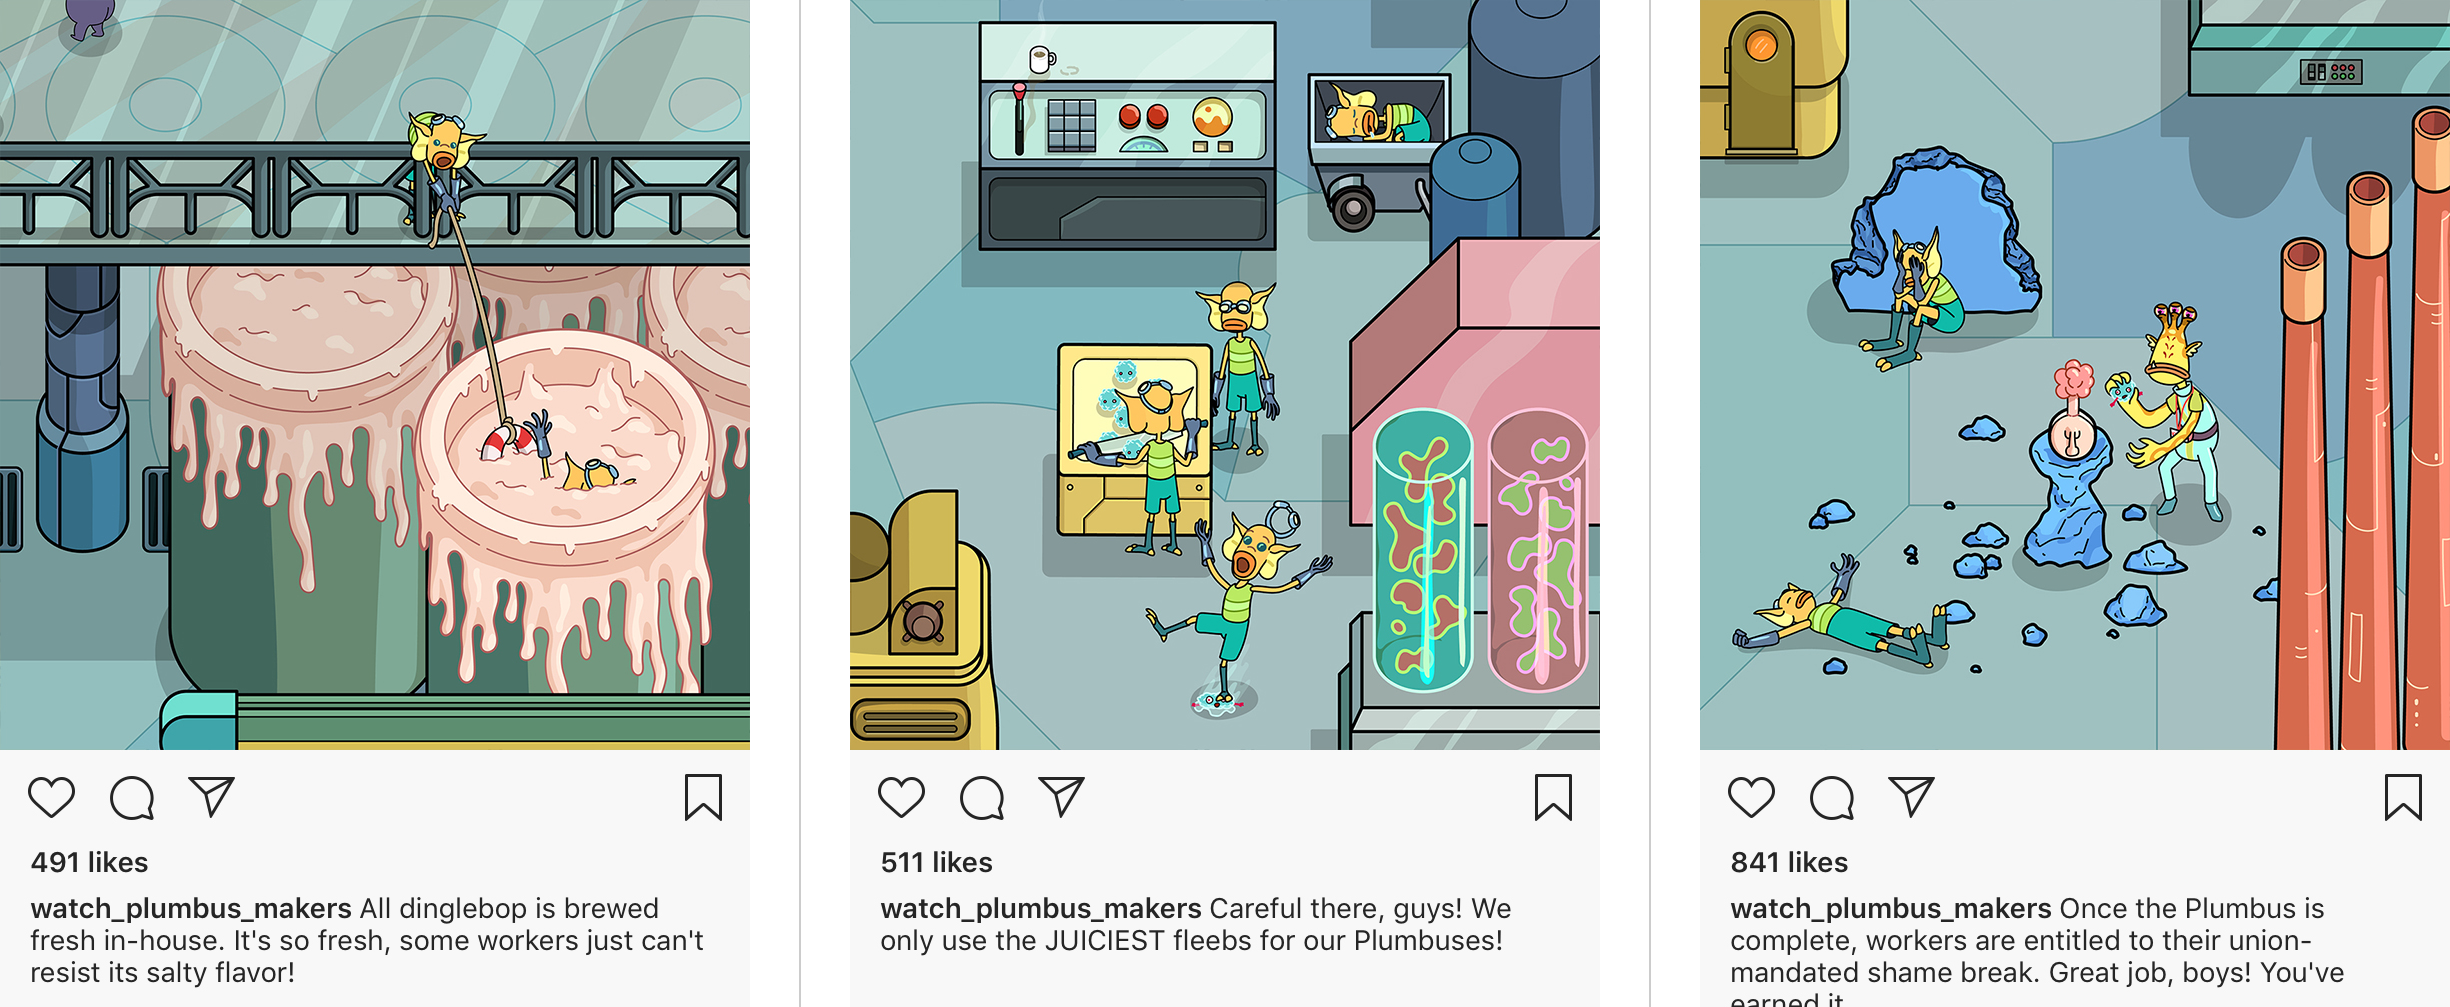 491 likes
watch_plumbus_makers All dinglebop is brewed
fresh in-house. It's so fresh, some workers just can't
resist its salty flavor!
511 likes
watch_plumbus_makers Careful there, guys! We
only use the JUICIEST fleebs for our Plumbuses!
841 likes
watch_plumbus_makers Once the Plumbus is
complete, workers are entitled to their union-
mandated shame break. Great job, boys! You've
earned it